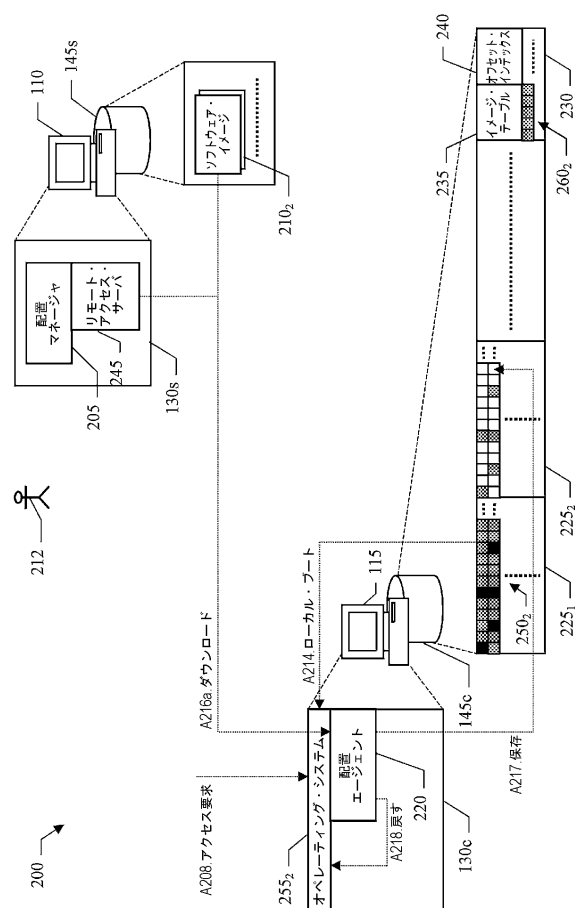 200
212
110
145s
配置
マネージャ
リモート・
アクセス・
サーバ
205
245
130s
ソフトウェア・
イメージ
210₂
A208.アクセス要求
A216a.ダウンロード
A214.ローカル・ブート
255₂
オペレーティング・システム
配置
エージェント
220
A218.戻す
130c
115
145c
A217.保存
250₂
225₁
225₂
235
240
イメージ・
テーブル
オフセット・
インデックス
260₂
230